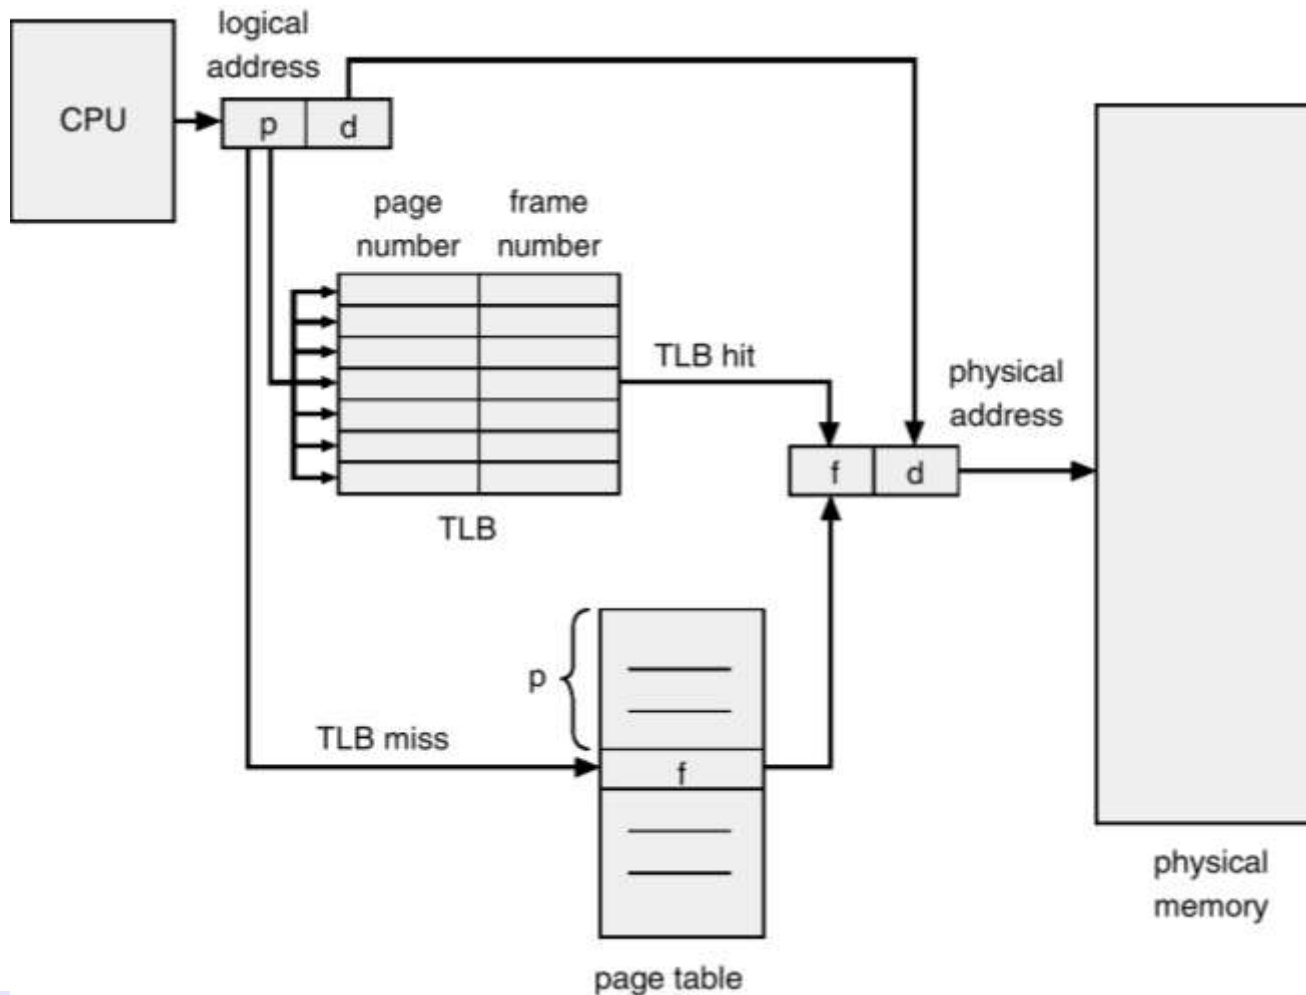 logical
address
CPU
p
d
page
number
frame
number
TLB hit
physical
address
f
d
TLB
p
TLB miss
f
physical
memory
page table